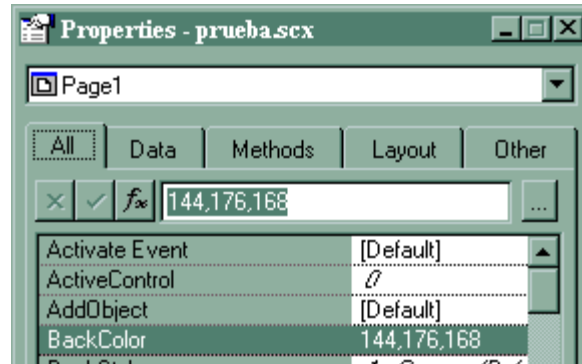 Properties - prueba.scx
Page1
All Data Methods Layout Other
fx 144,176,168 ...
Activate Event [Default]
ActiveControl ()
AddObject [Default]
BackColor 144,176,168